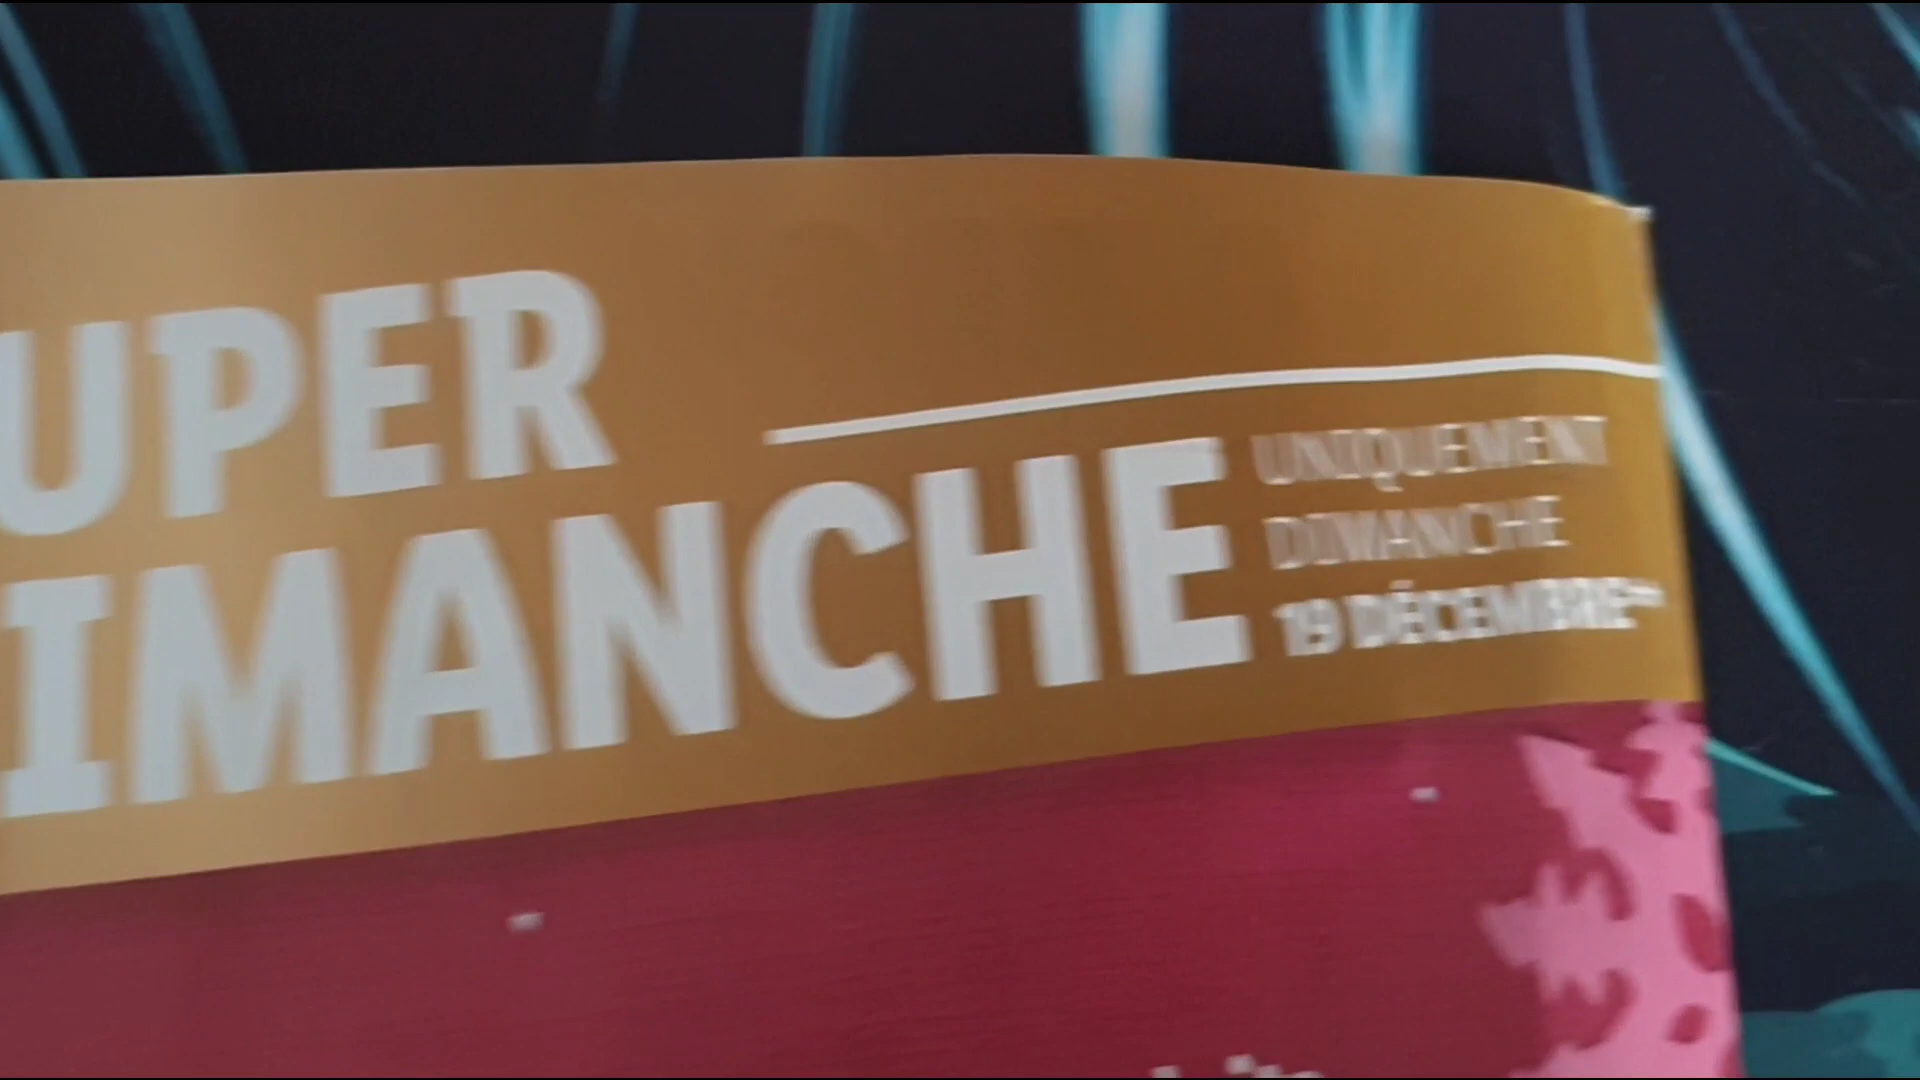 UPER
IMANCHE
UNIQUEMENT
DIMANCHE
19 DÉCEMBRE**